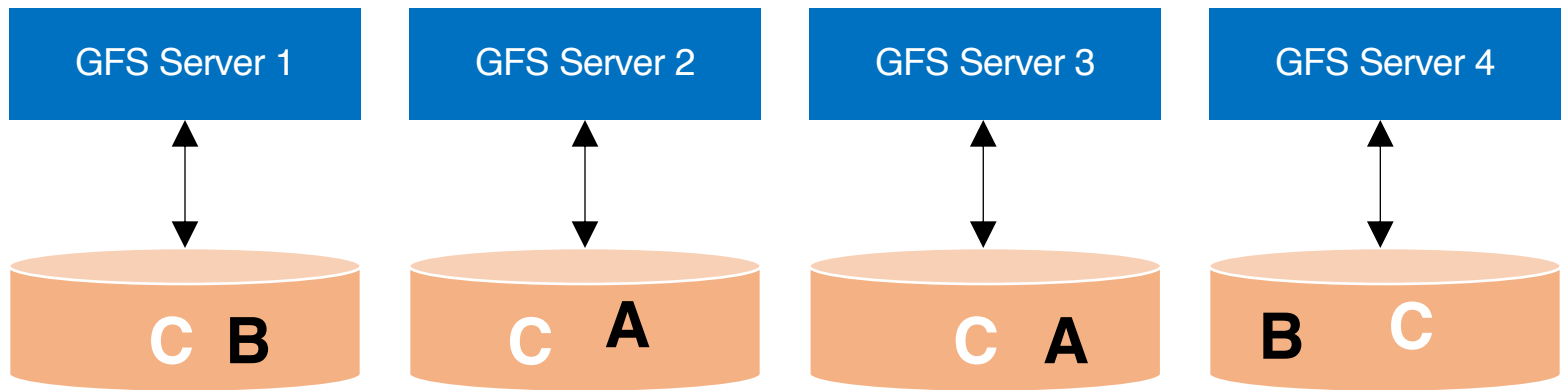 GFS Server 1
GFS Server 2
GFS Server 3
GFS Server 4
C B
C A
C A
B C